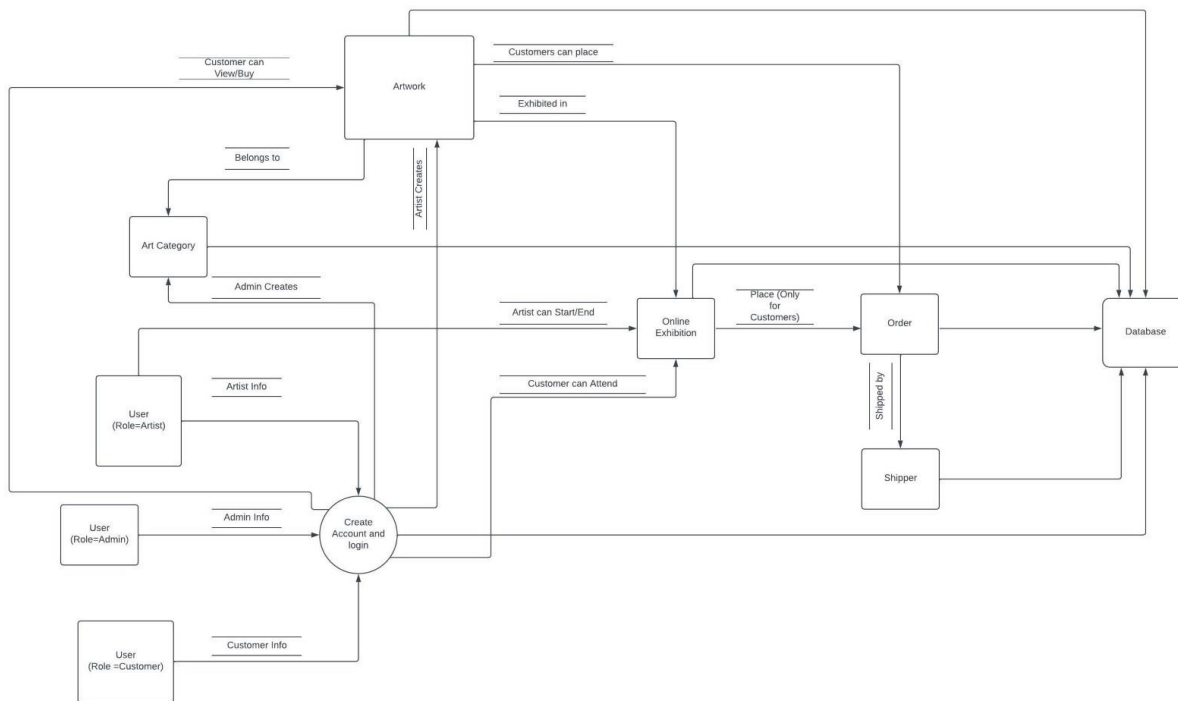 Customer can
View/Buy
Customers can place
Artwork
Exhibited in
Belongs to
Artist Creates
Art Category
Admin Creates
Artist can Start/End
Online
Exhibition
Place (Only
for
Customers)
Order
Database
Artist Info
Customer can Attend
User
(Role=Artist)
Shipped by
Shipper
Admin Info
User
(Role=Admin)
Create
Account and
login
Customer Info
User
(Role =Customer)